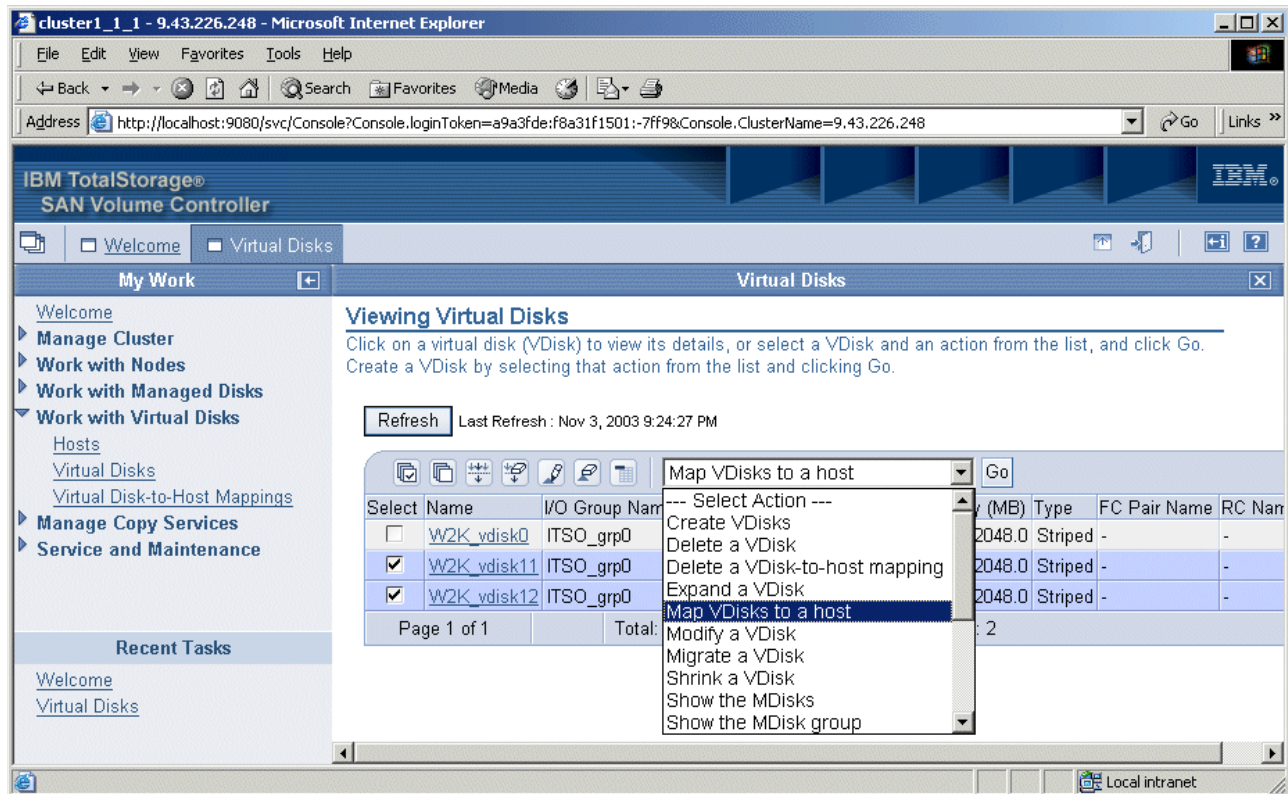 cluster1_1_1 - 9.43.226.248 - Microsoft Internet Explorer
File Edit View Favorites Tools Help
Back Search Favorites Media
Address http://localhost:9080/svc/Console?Console.loginToken=a9a3fde:f8a31f1501:-7ff9&Console.ClusterName=9.43.226.248 Go Links »
IBM TotalStorage®
SAN Volume Controller
IBM®
Welcome Virtual Disks
My Work
Virtual Disks
Welcome
Manage Cluster
Work with Nodes
Work with Managed Disks
Work with Virtual Disks
Hosts
Virtual Disks
Virtual Disk-to-Host Mappings
Manage Copy Services
Service and Maintenance
Recent Tasks
Welcome
Virtual Disks
Viewing Virtual Disks
Click on a virtual disk (VDisk) to view its details, or select a VDisk and an action from the list, and click Go.
Create a VDisk by selecting that action from the list and clicking Go.
Refresh Last Refresh : Nov 3, 2003 9:24:27 PM
Map VDisks to a host Go
Select Name I/O Group Nam y (MB) Type FC Pair Name RC Nam
W2K_vdisk0 ITSO_grp0 2048.0 Striped - -
W2K_vdisk11 ITSO_grp0 2048.0 Striped - -
W2K_vdisk12 ITSO_grp0 2048.0 Striped - -
Page 1 of 1 Total: : 2
--- Select Action ---
Create VDisks
Delete a VDisk
Delete a VDisk-to-host mapping
Expand a VDisk
Map VDisks to a host
Modify a VDisk
Migrate a VDisk
Shrink a VDisk
Show the MDisks
Show the MDisk group
Local intranet